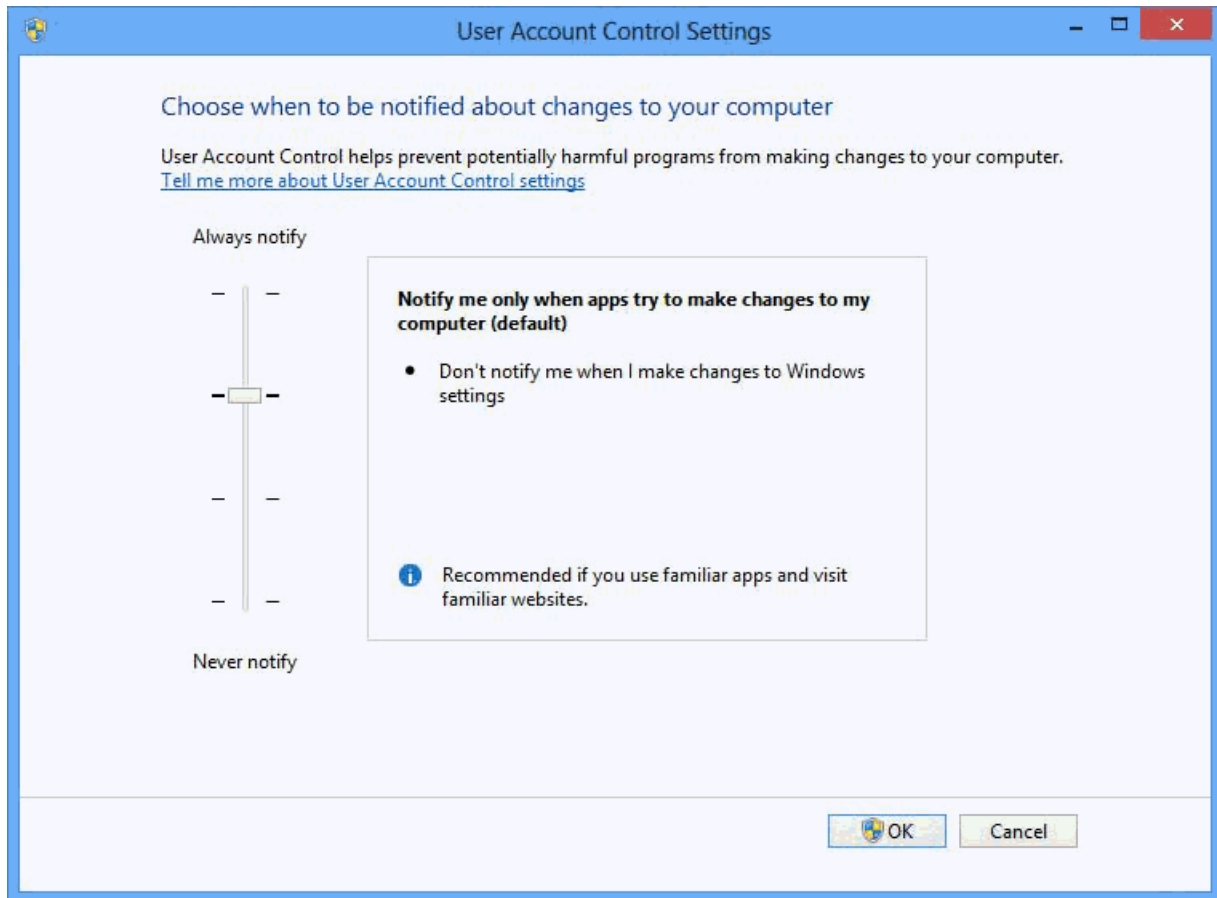 User Account Control Settings
Choose when to be notified about changes to your computer
User Account Control helps prevent potentially harmful programs from making changes to your computer.
Tell me more about User Account Control settings
Always notify
Notify me only when apps try to make changes to my
computer (default)
• Don't notify me when I make changes to Windows
settings
Recommended if you use familiar apps and visit
familiar websites.
Never notify
OK
Cancel